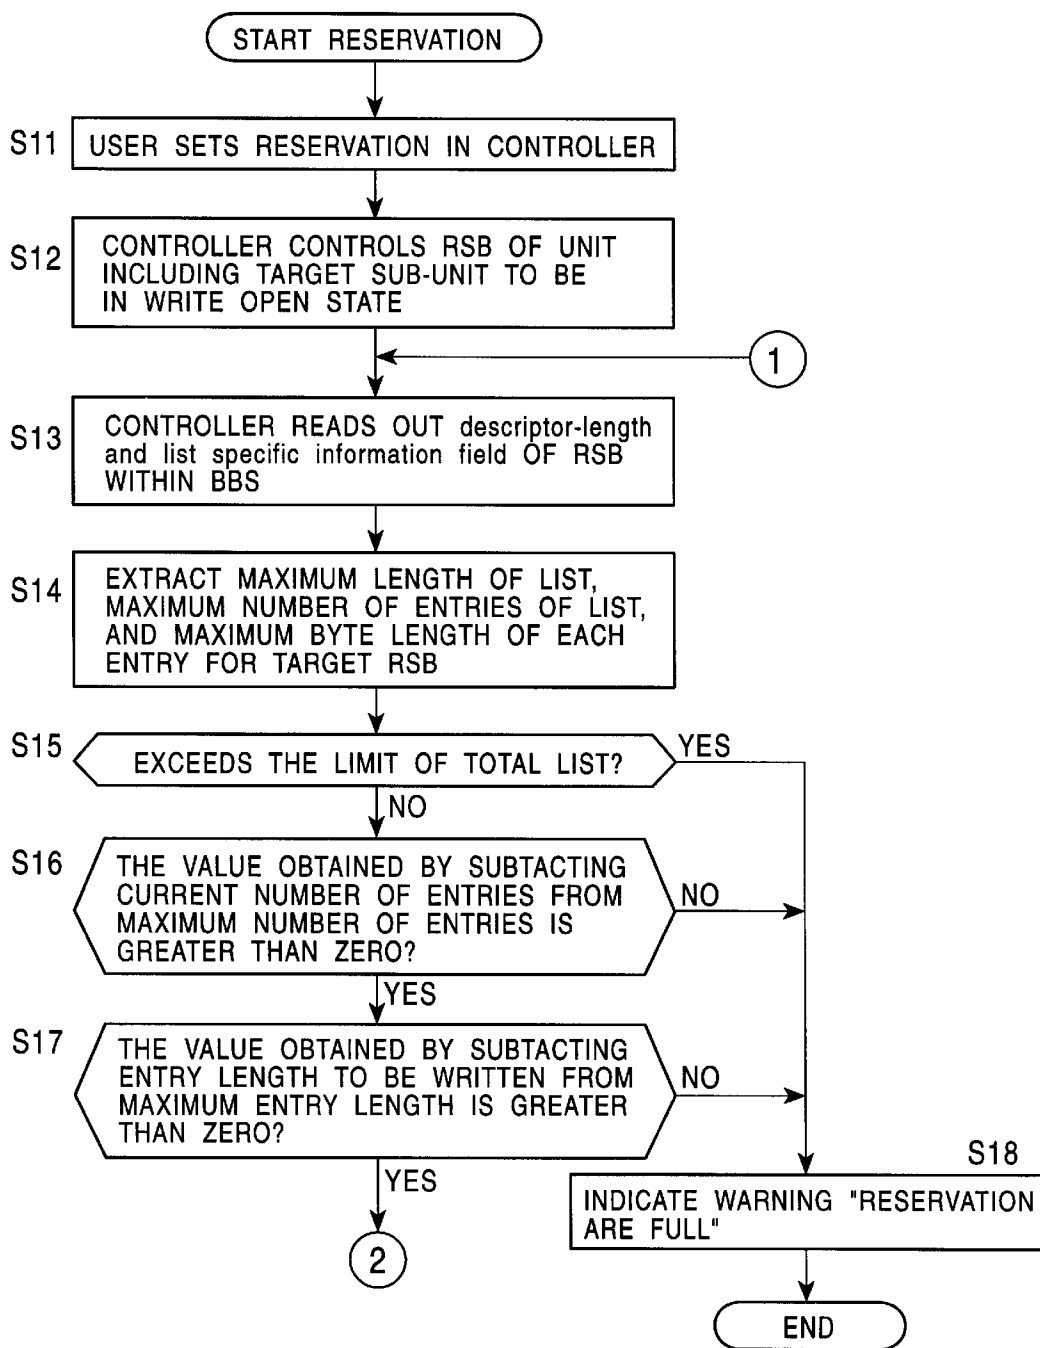 START RESERVATION
S11
USER SETS RESERVATION IN CONTROLLER
S12
CONTROLLER CONTROLS RSB OF UNIT
INCLUDING TARGET SUB-UNIT TO BE
IN WRITE OPEN STATE
1
S13
CONTROLLER READS OUT descriptor-length
and list specific information field OF RSB
WITHIN BBS
S14
EXTRACT MAXIMUM LENGTH OF LIST,
MAXIMUM NUMBER OF ENTRIES OF LIST,
AND MAXIMUM BYTE LENGTH OF EACH
ENTRY FOR TARGET RSB
S15
EXCEEDS THE LIMIT OF TOTAL LIST?
YES
NO
S16
THE VALUE OBTAINED BY SUBTACTING
CURRENT NUMBER OF ENTRIES FROM
MAXIMUM NUMBER OF ENTRIES IS
GREATER THAN ZERO?
NO
YES
S17
THE VALUE OBTAINED BY SUBTACTING
ENTRY LENGTH TO BE WRITTEN FROM
MAXIMUM ENTRY LENGTH IS GREATER
THAN ZERO?
NO
YES
2
S18
INDICATE WARNING "RESERVATION
ARE FULL"
END